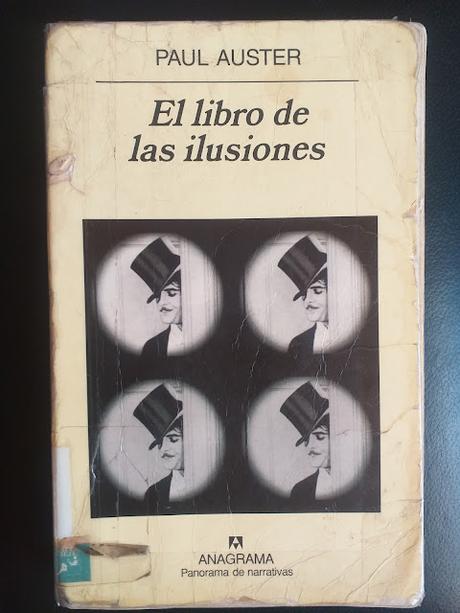 PAUL AUSTER
El libro de
las ilusiones
ANAGRAMA
Panorama de narrativas